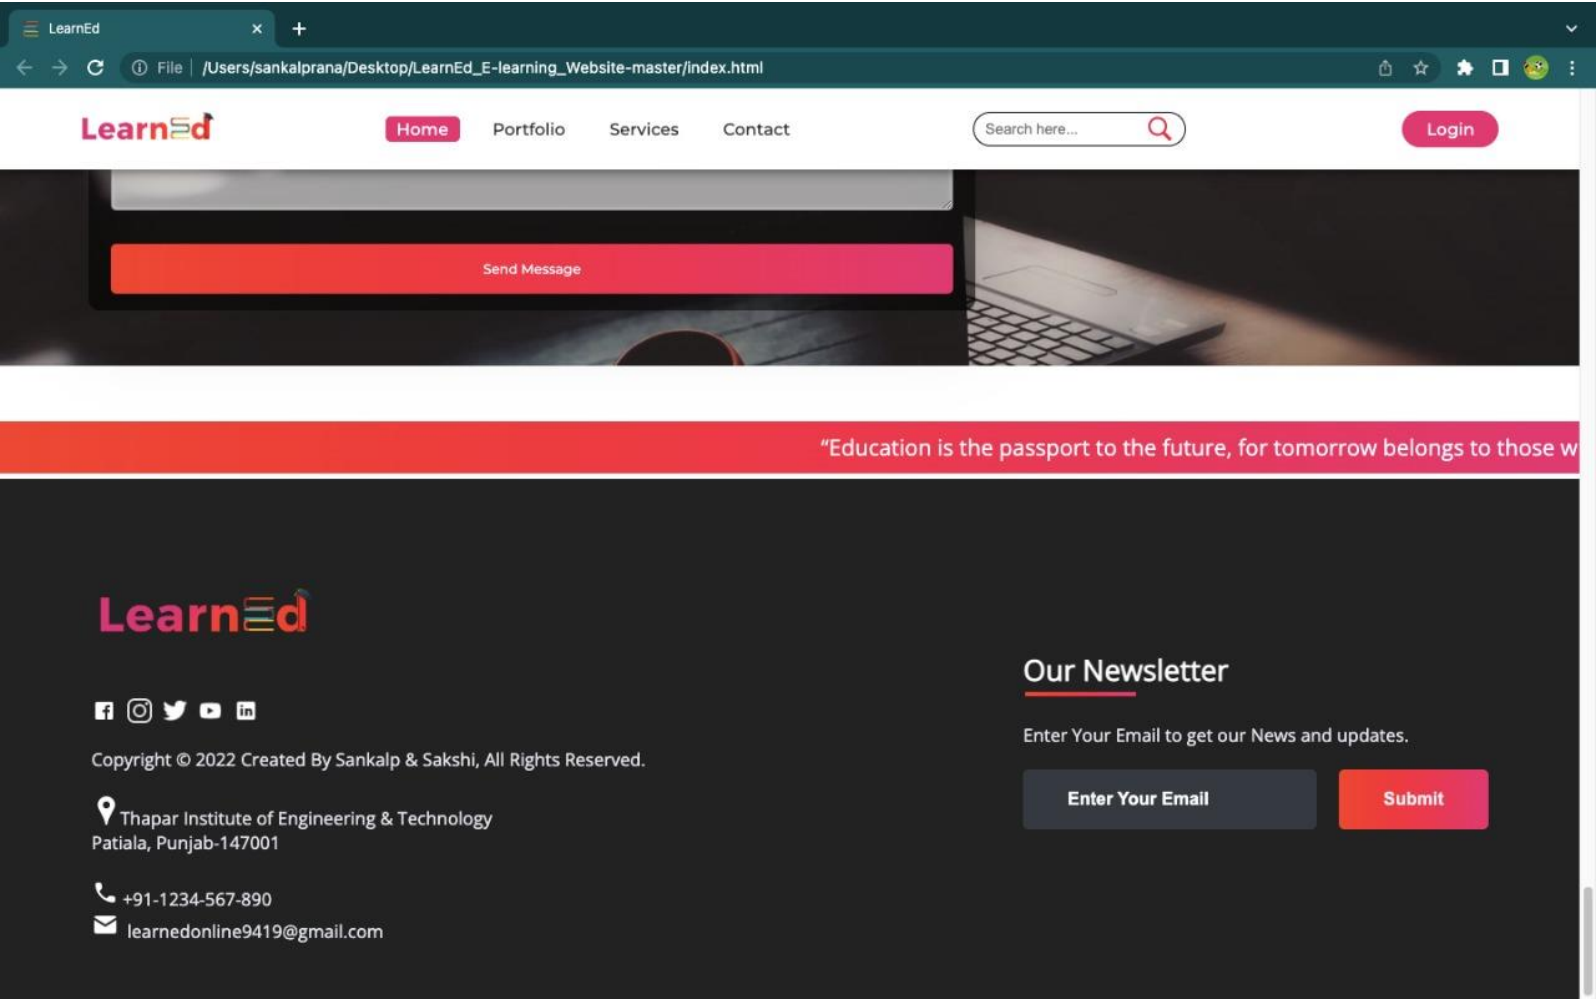 LearnEd
File | /Users/sankalprana/Desktop/LearnEd_E-learning_Website-master/index.html
LearnEd
Home Portfolio Services Contact Search here... Login
Send Message
“Education is the passport to the future, for tomorrow belongs to those w
LearnEd
Our Newsletter
Enter Your Email to get our News and updates.
Enter Your Email Submit
Copyright © 2022 Created By Sankalp & Sakshi, All Rights Reserved.
Thapar Institute of Engineering & Technology
Patiala, Punjab-147001
+91-1234-567-890
learnedonline9419@gmail.com